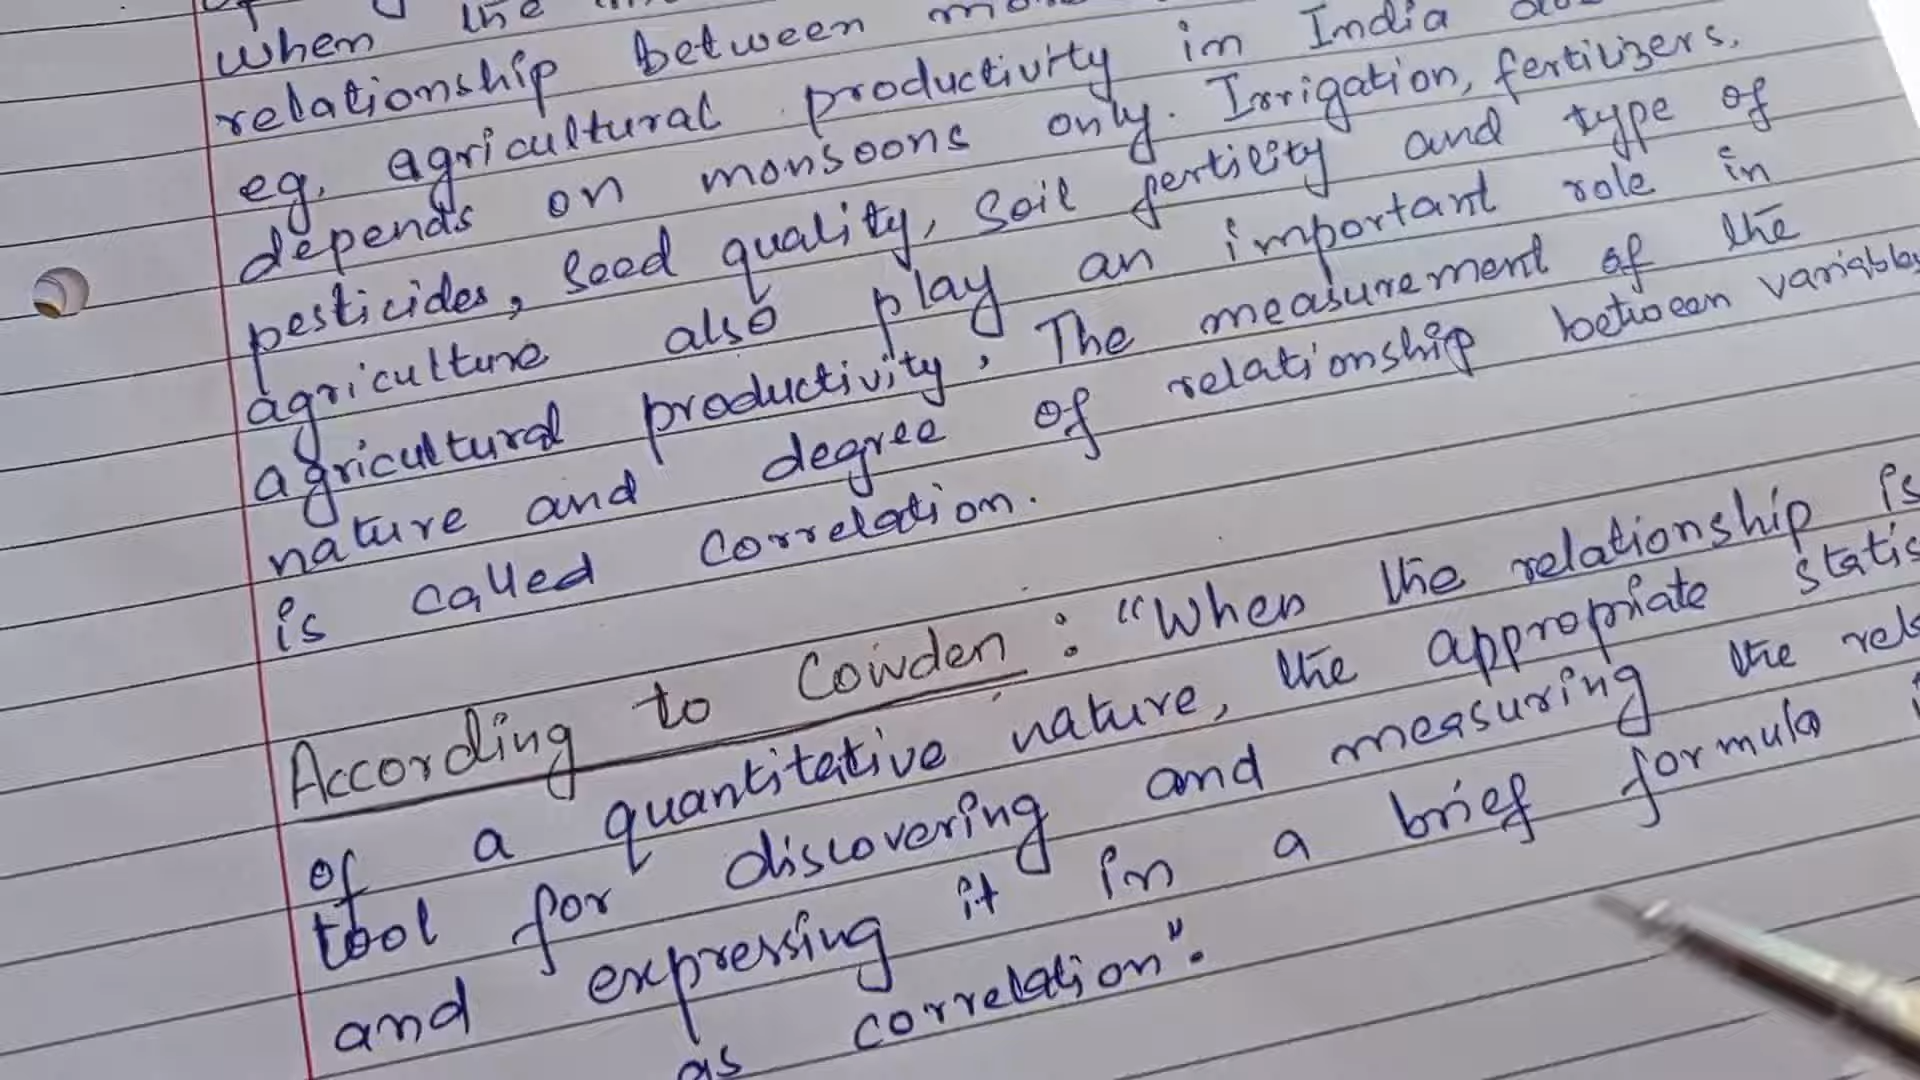 when the
relationship between
eg. agricultural productivity in India
depends on monsoons only. Irrigation, fertilizers.
pesticides, seed quality, soil fertility and type of
agriculture also play an important role in
agricultural productivity, The measurement of the
nature and degree of relationship between variables
is called correlation.
According to Cowden : "When the relationship is
of a quantitative nature, the appropriate statis
tool for discovering and measuring the rel
and expressing it in a brief formula
as correlation".